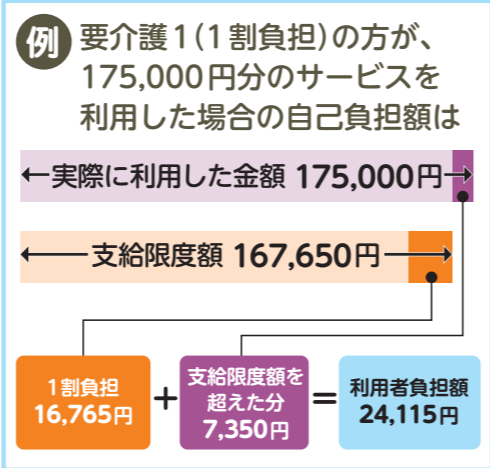 例 要介護1(1割負担)の方が、
175,000円分のサービスを
利用した場合の自己負担額は
実際に利用した金額 175,000円
支給限度額 167,650円
1割負担
16,765円
+
支給限度額を
超えた分
7,350円
=
利用者負担額
24,115円